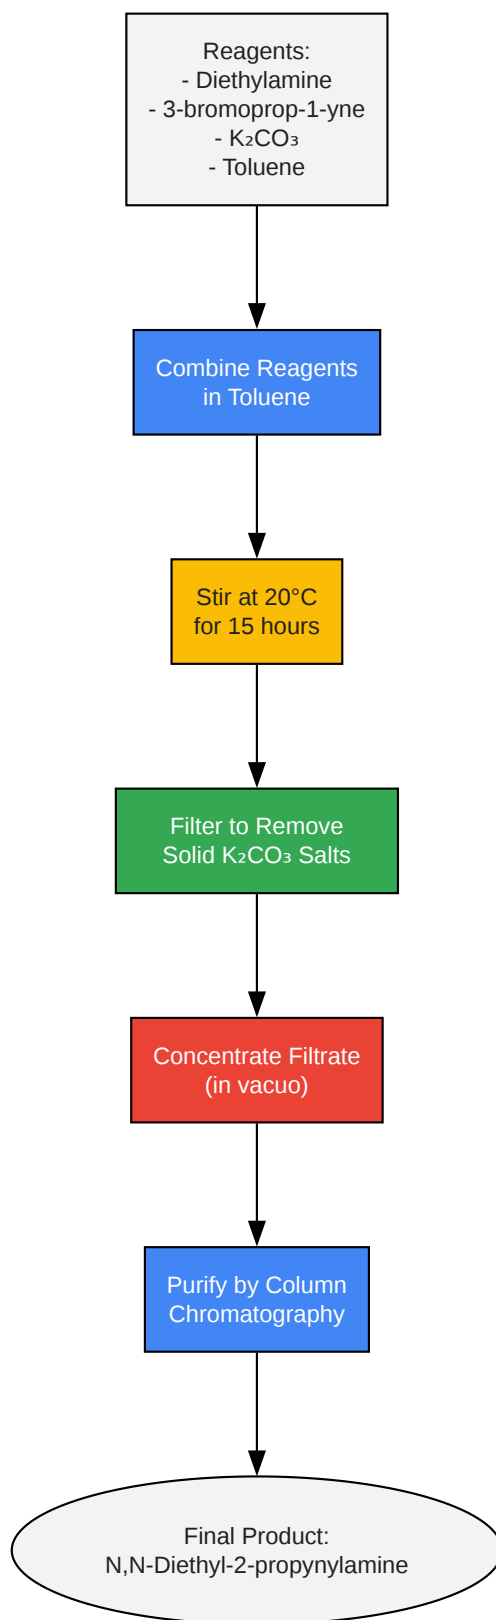 Reagents:
- Diethylamine
- 3-bromoprop-1-yne
- K₂CO₃
- Toluene
Combine Reagents
in Toluene
Stir at 20°C
for 15 hours
Filter to Remove
Solid K₂CO₃ Salts
Concentrate Filtrate
(in vacuo)
Purify by Column
Chromatography
Final Product:
N,N-Diethyl-2-propynylamine